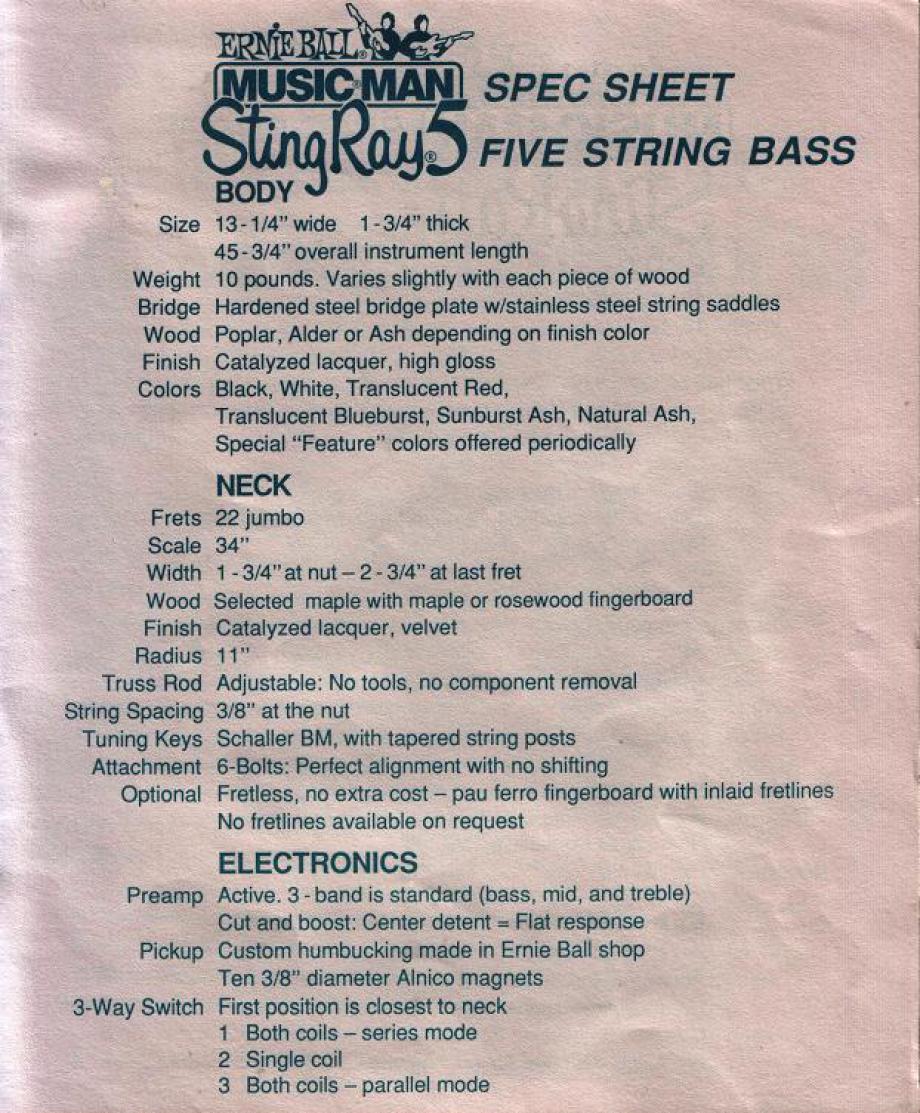 ERNIE BALL®
MUSIC MAN SPEC SHEET
StingRay®5 FIVE STRING BASS
BODY
Size 13-1/4” wide 1-3/4” thick
45-3/4” overall instrument length
Weight 10 pounds. Varies slightly with each piece of wood
Bridge Hardened steel bridge plate w/stainless steel string saddles
Wood Poplar, Alder or Ash depending on finish color
Finish Catalyzed lacquer, high gloss
Colors Black, White, Translucent Red,
Translucent Blueburst, Sunburst Ash, Natural Ash,
Special “Feature” colors offered periodically
NECK
Frets 22 jumbo
Scale 34”
Width 1-3/4” at nut – 2-3/4” at last fret
Wood Selected maple with maple or rosewood fingerboard
Finish Catalyzed lacquer, velvet
Radius 11”
Truss Rod Adjustable: No tools, no component removal
String Spacing 3/8” at the nut
Tuning Keys Schaller BM, with tapered string posts
Attachment 6-Bolts: Perfect alignment with no shifting
Optional Fretless, no extra cost – pau ferro fingerboard with inlaid fretlines
No fretlines available on request
ELECTRONICS
Preamp Active. 3-band is standard (bass, mid, and treble)
Cut and boost: Center detent = Flat response
Pickup Custom humbucking made in Ernie Ball shop
Ten 3/8” diameter Alnico magnets
3-Way Switch First position is closest to neck
1 Both coils – series mode
2 Single coil
3 Both coils – parallel mode